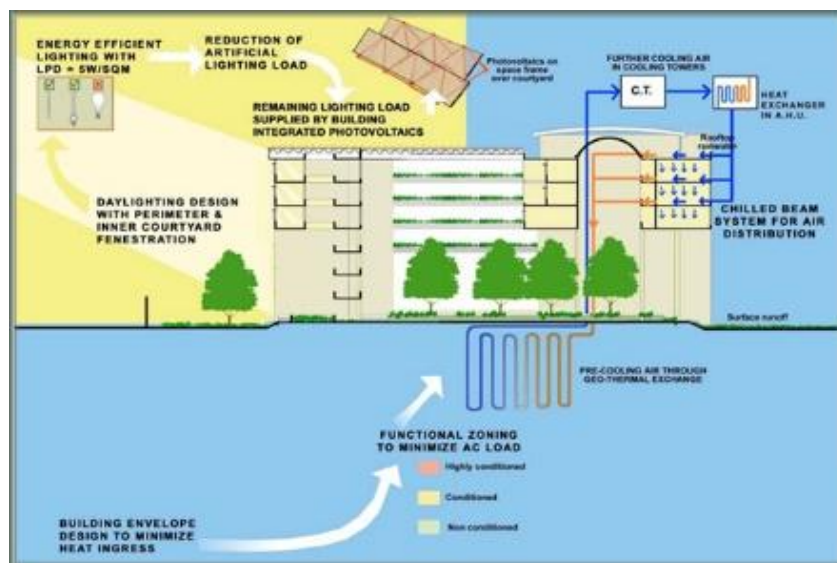 ENERGY EFFICIENT
LIGHTING WITH
LPD = 5W/SQM
REDUCTION OF
ARTIFICIAL
LIGHTING LOAD
Photovoltaics on
space frame
over courtyard
REMAINING LIGHTING LOAD
SUPPLIED BY BUILDING
INTEGRATED PHOTOVOLTAICS
FURTHER COOLING AIR
IN COOLING TOWERS
C.T.
HEAT
EXCHANGER
IN A.H.U.
Rooftop
rainwater
DAYLIGHTING DESIGN
WITH PERIMETER &
INNER COURTYARD
FENESTRATION
CHILLED BEAM
SYSTEM FOR AIR
DISTRIBUTION
Surface runoff
PRE-COOLING AIR THROUGH
GEO-THERMAL EXCHANGE
FUNCTIONAL ZONING
TO MINIMIZE AC LOAD
Highly conditioned
Conditioned
Non conditioned
BUILDING ENVELOPE
DESIGN TO MINIMIZE
HEAT INGRESS